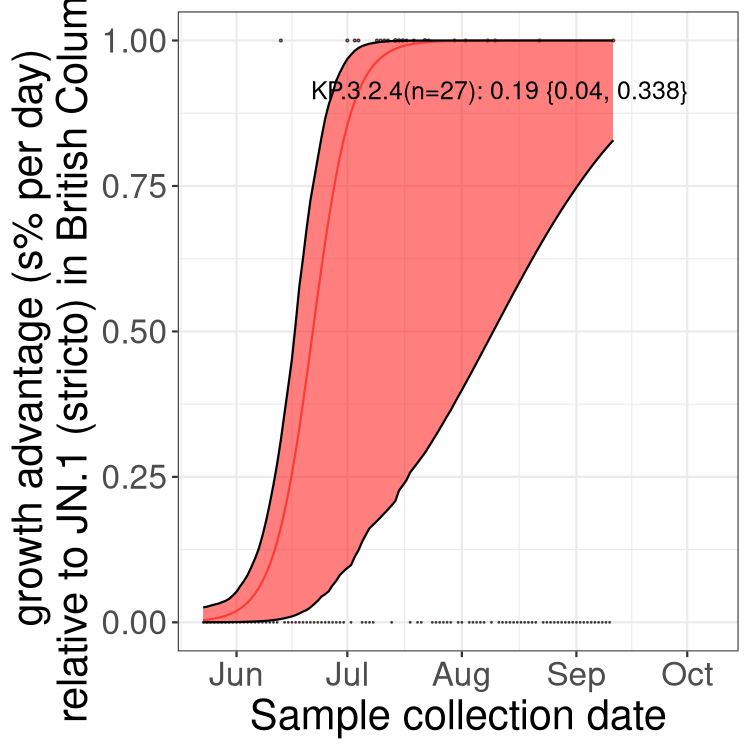 growth advantage (s% per day)
relative to JN.1 (stricto) in British Colum
1.00
0.75
0.50
0.25
0.00
KP.3.2.4(n=27): 0.19 {0.04, 0.338}
Jun Jul Aug Sep Oct
Sample collection date